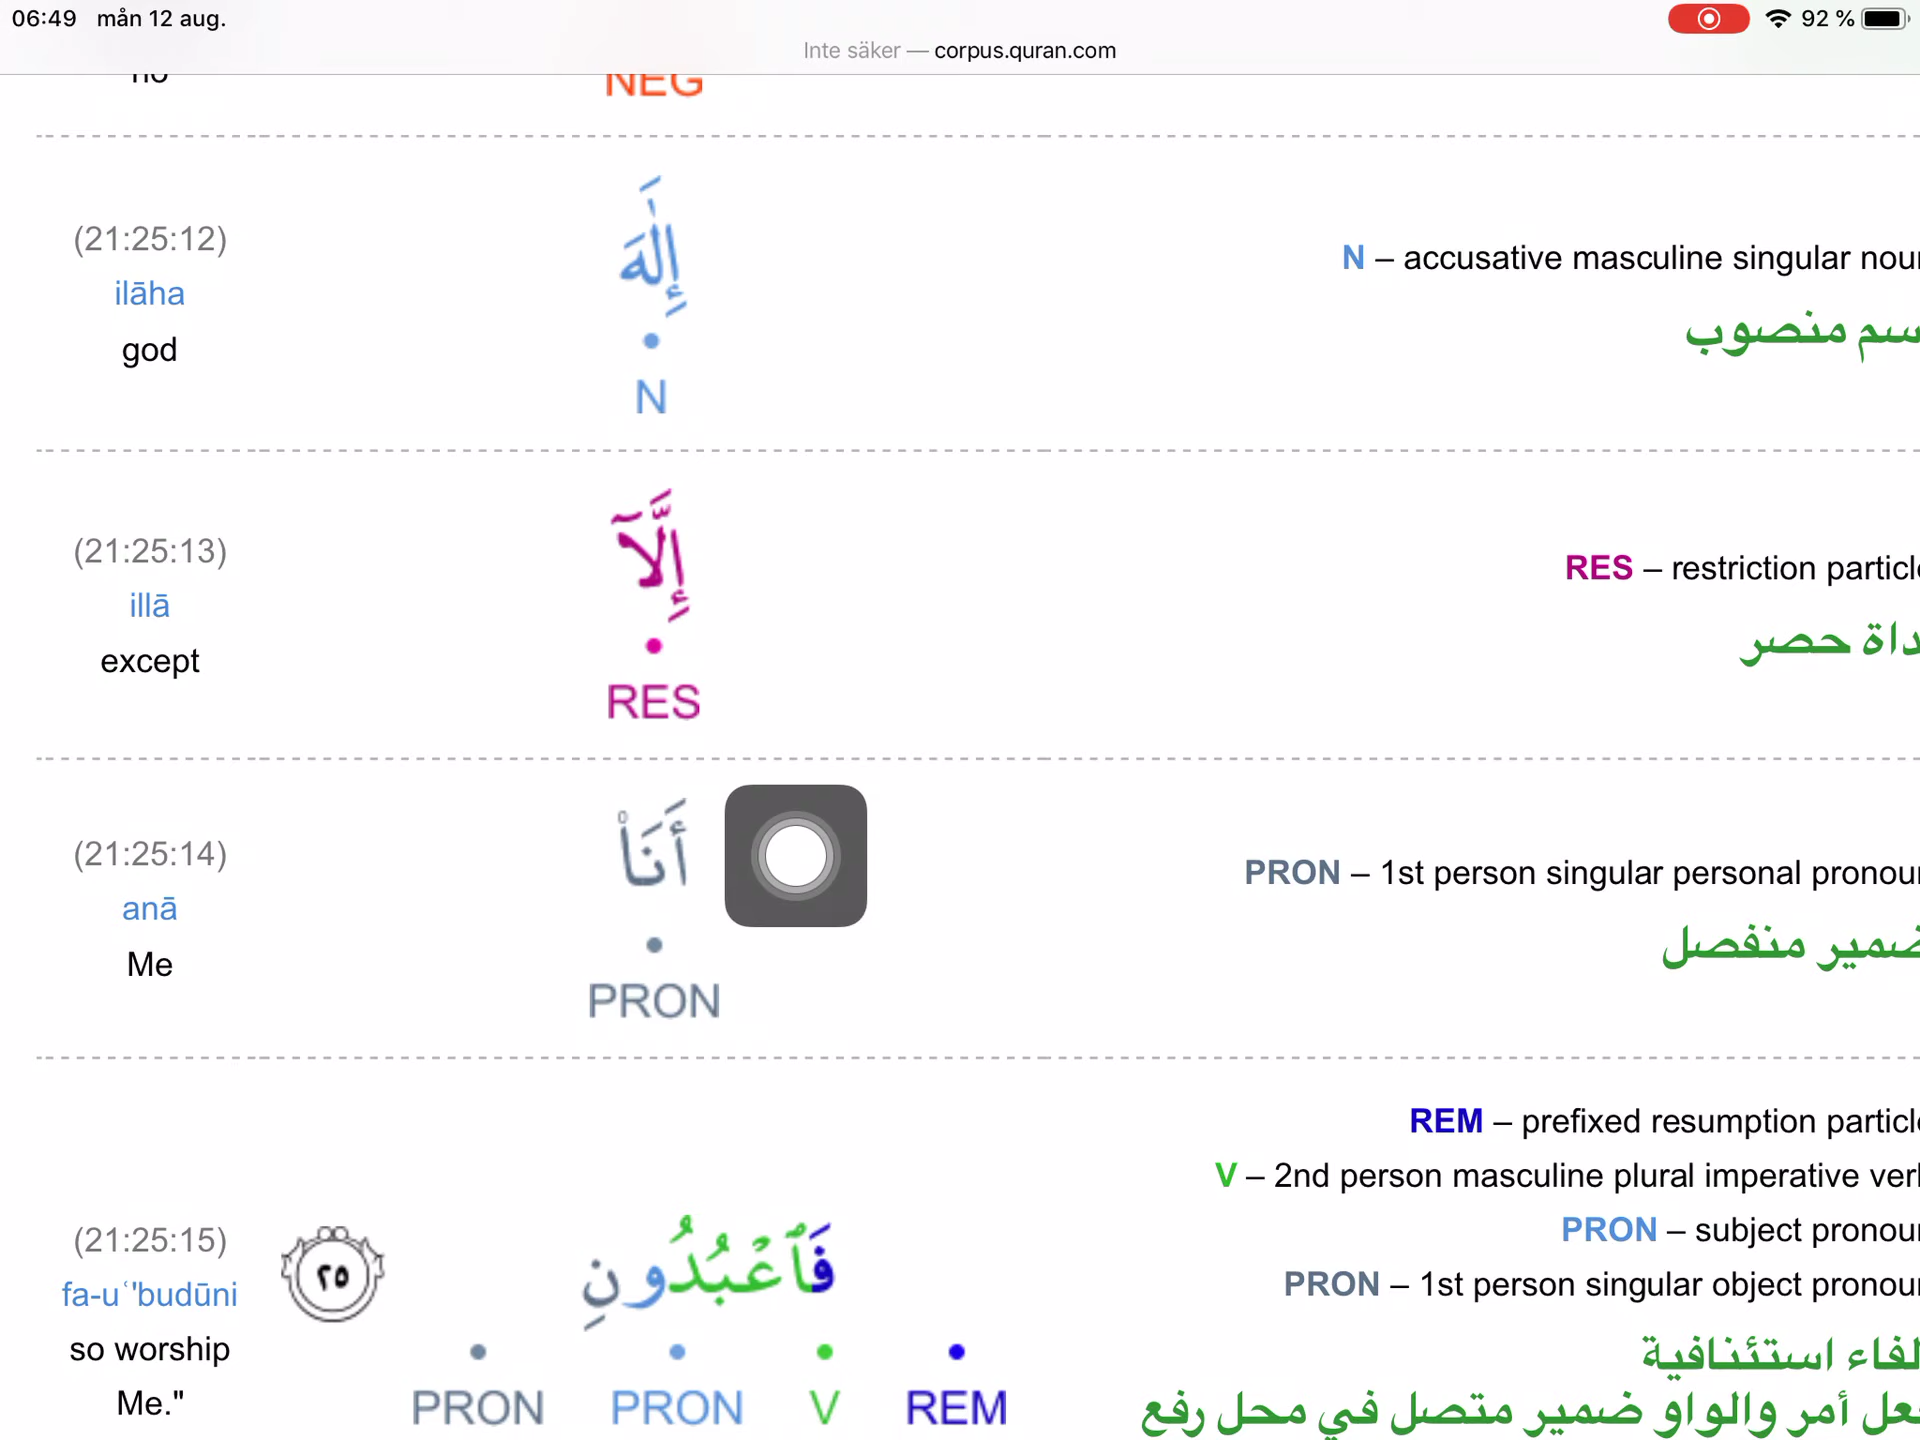 06:49 mån 12 aug. 92 %
Inte säker — corpus.quran.com
no
NEG
(21:25:12)
ilāha
god
إِلَٰهَ
N
N – accusative masculine singular noun
اسم منصوب
(21:25:13)
illā
except
إِلَّآ
RES
RES – restriction particle
أداة حصر
(21:25:14)
anā
Me
أَنَا۠
PRON
PRON – 1st person singular personal pronoun
ضمير منفصل
(21:25:15)
fa-uʿ'budūni
so worship
Me."
٢٥
فَٱعْبُدُونِ
PRON PRON V REM
REM – prefixed resumption particle
V – 2nd person masculine plural imperative verb
PRON – subject pronoun
PRON – 1st person singular object pronoun
الفاء استئنافية
فعل أمر والواو ضمير متصل في محل رفع